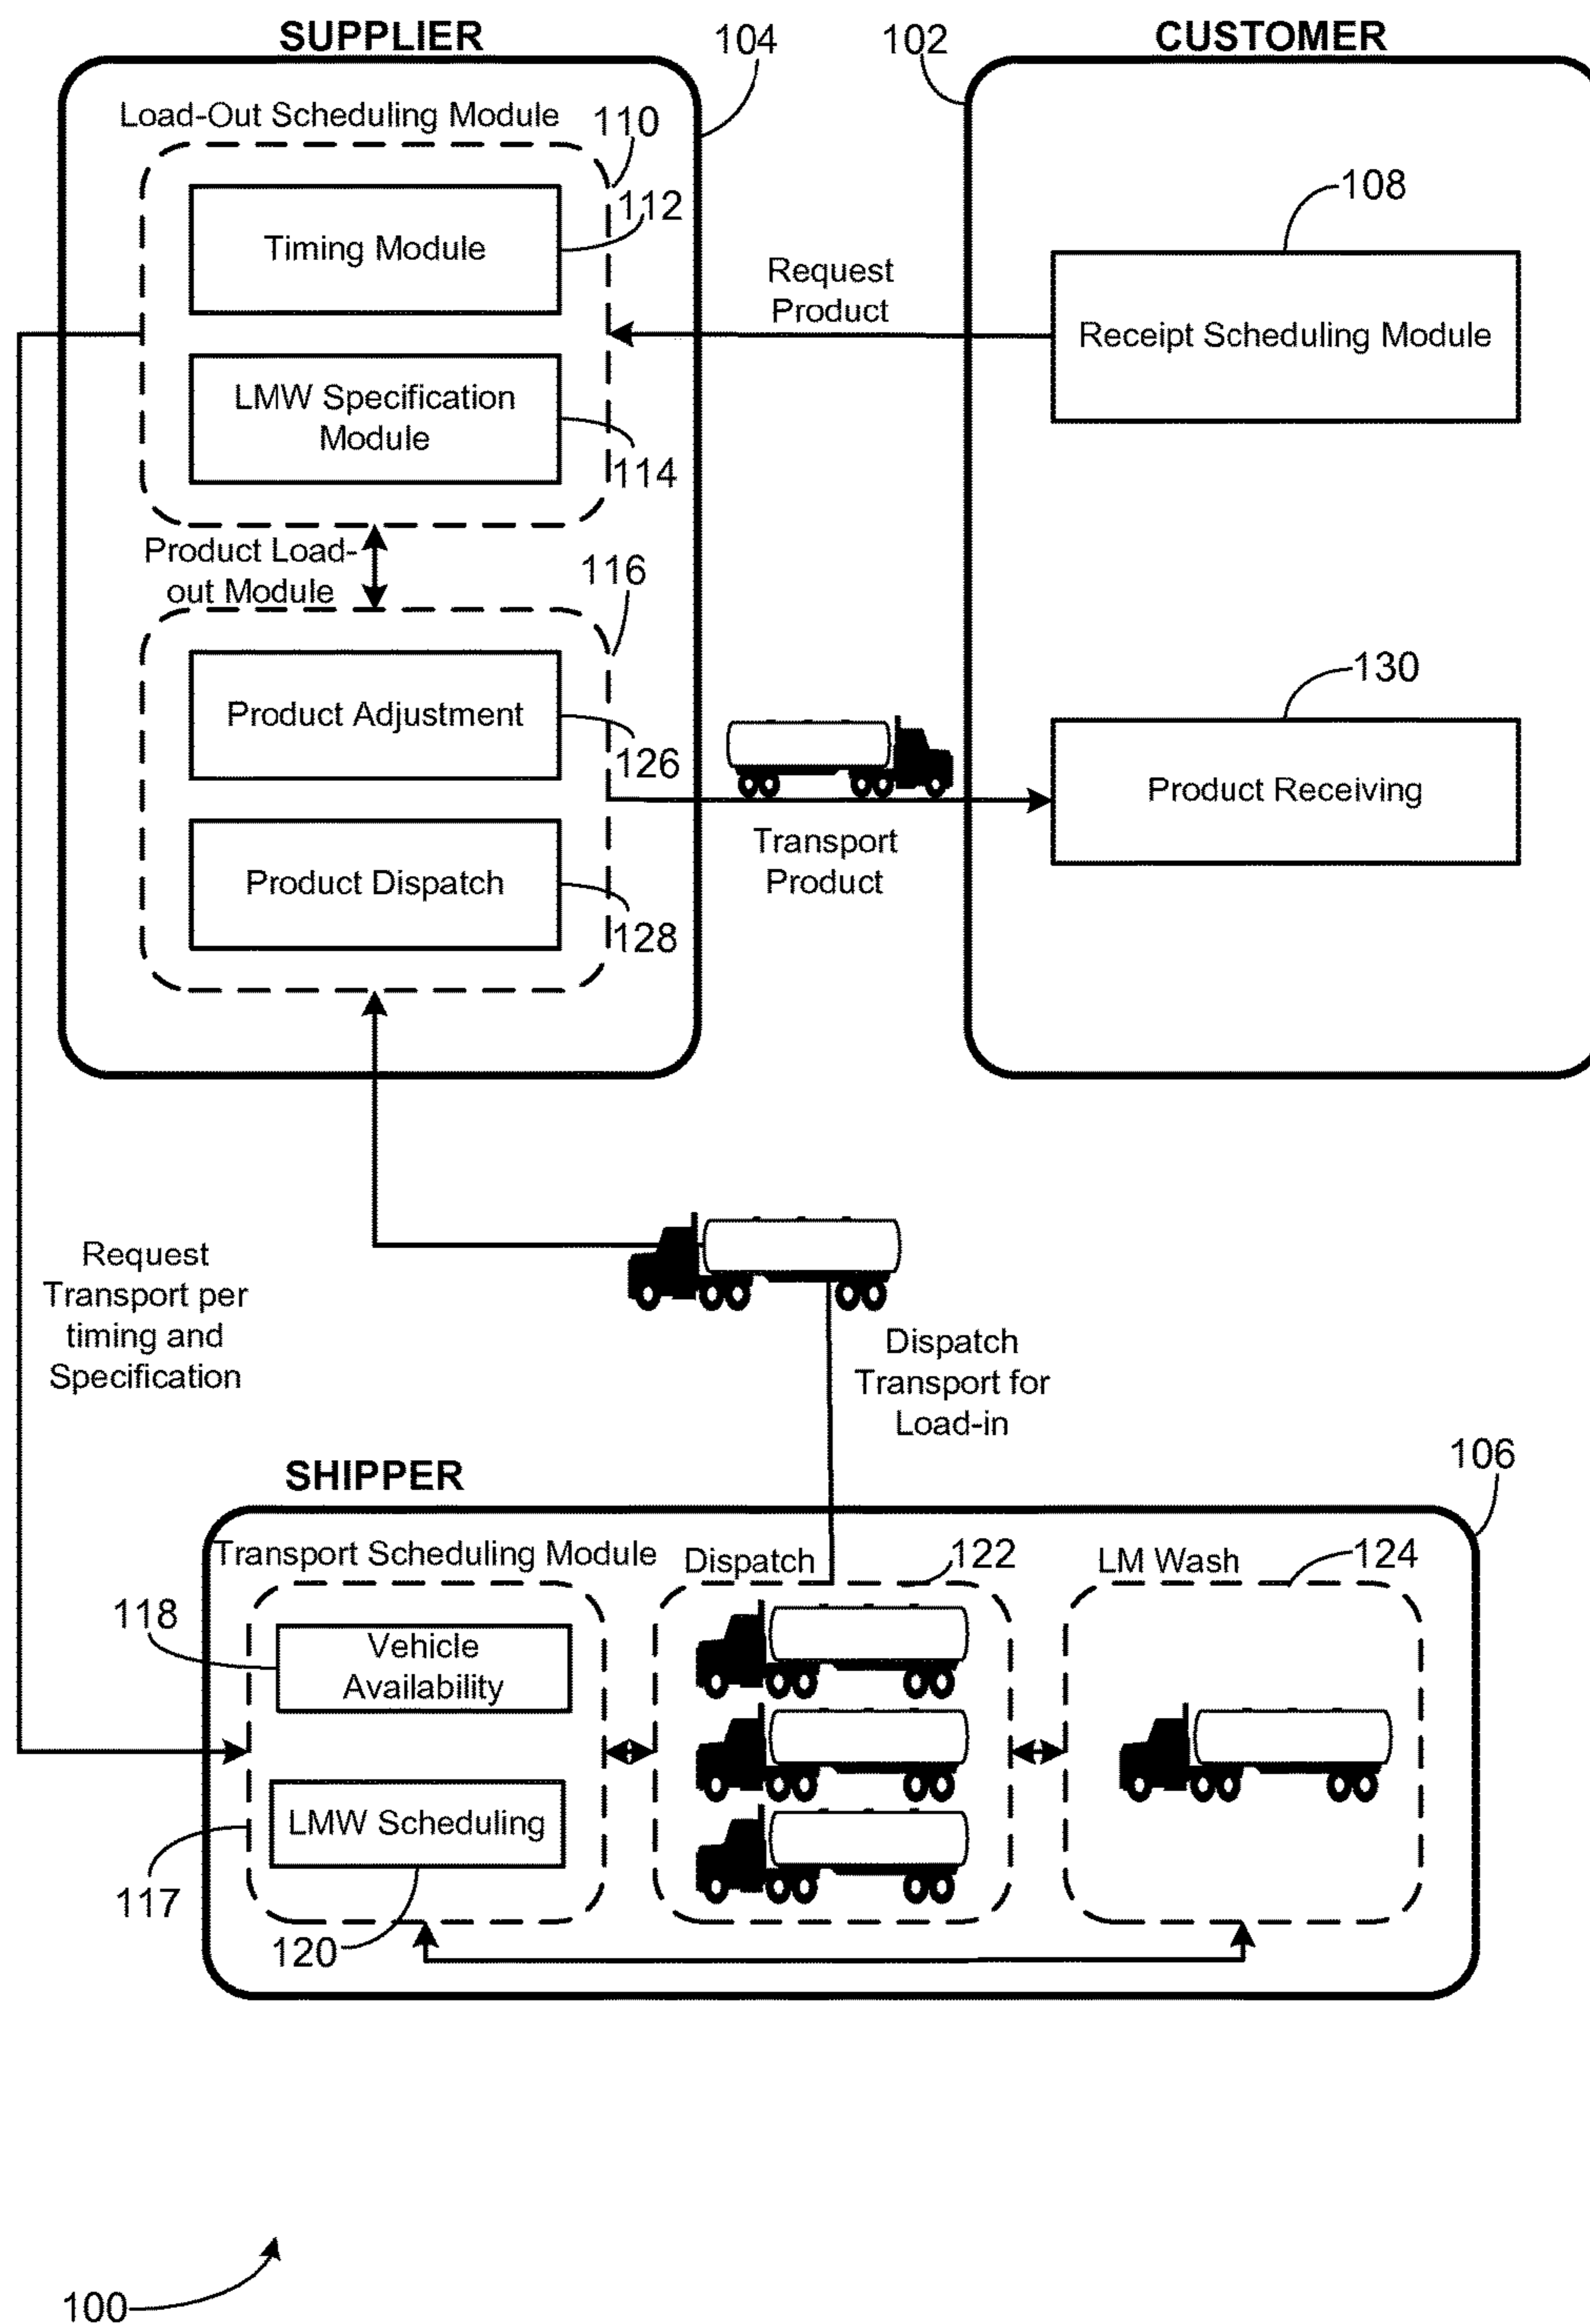 SUPPLIER
104
102
CUSTOMER
Load-Out Scheduling Module
110
112
Timing Module
108
Request
Product
Receipt Scheduling Module
LMW Specification
Module
114
Product Load-
out Module
116
Product Adjustment
126
130
Product Receiving
Transport
Product
Product Dispatch
128
Request
Transport per
timing and
Specification
Dispatch
Transport for
Load-in
SHIPPER
106
Transport Scheduling Module
Dispatch
122
LM Wash
124
118
Vehicle
Availability
LMW Scheduling
117
120
100